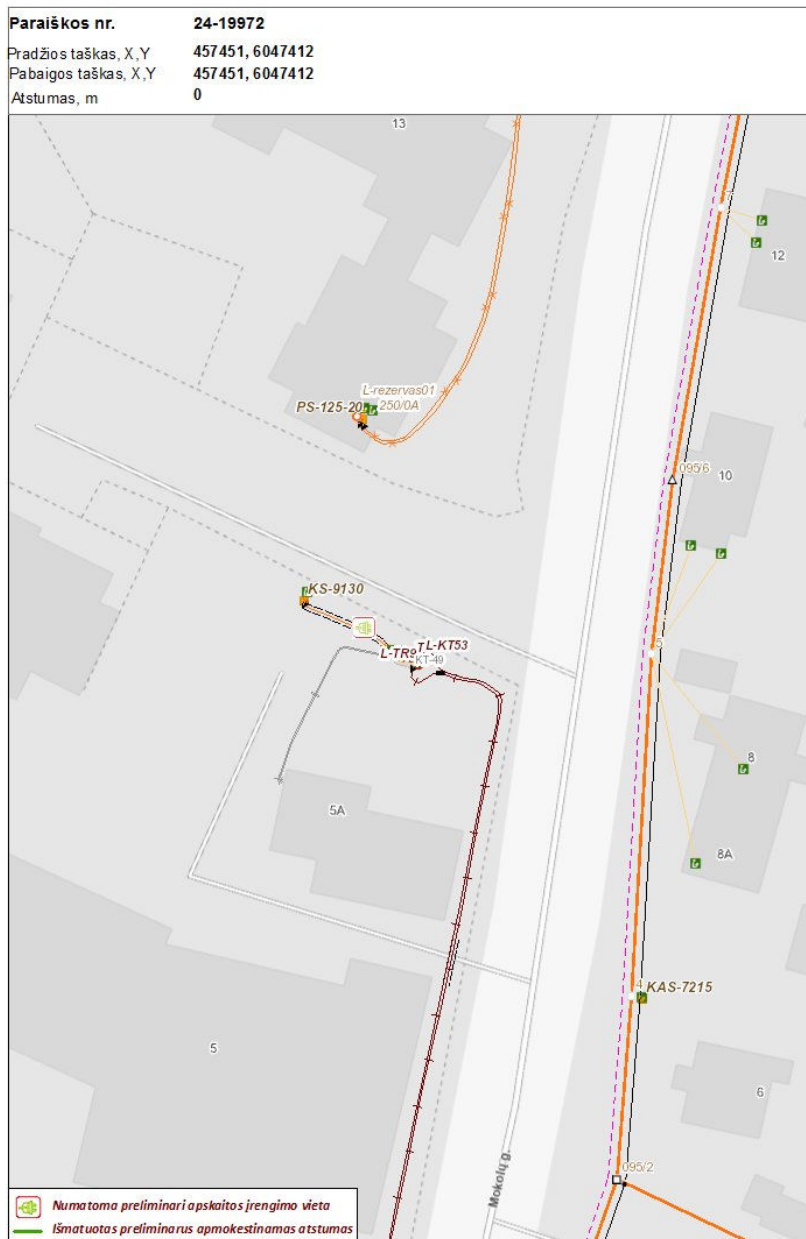 Paraiškos nr. 24-19972
Pradžios taškas, X,Y 457451, 6047412
Pabaigos taškas, X,Y 457451, 6047412
Atstumas, m 0
13
7
12
L-rezervas01
PS-125-20 250/0A
095/6
10
KS-9130
5
L-TR9 L-KT53
KT-49
8
5A
8A
4 KAS-7215
5
6
095/2
Mokolų g.
Numatoma preliminari apskaitos įrengimo vieta
Išmatuotas preliminarus apmokestinamas atstumas